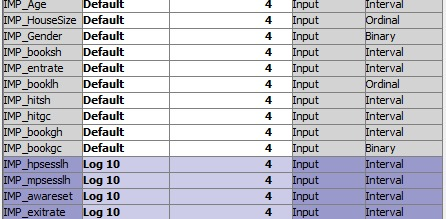 IMP_Age Default 4 Input Interval
IMP_HouseSize Default 4 Input Ordinal
IMP_Gender Default 4 Input Binary
IMP_booksh Default 4 Input Interval
IMP_entrate Default 4 Input Interval
IMP_booklh Default 4 Input Ordinal
IMP_hitsh Default 4 Input Interval
IMP_hitgc Default 4 Input Interval
IMP_bookgh Default 4 Input Interval
IMP_bookgc Default 4 Input Binary
IMP_hpsesslh Log 10 4 Input Interval
IMP_mpsesslh Log 10 4 Input Interval
IMP_awareset Log 10 4 Input Interval
IMP_exitrate Log 10 4 Input Interval